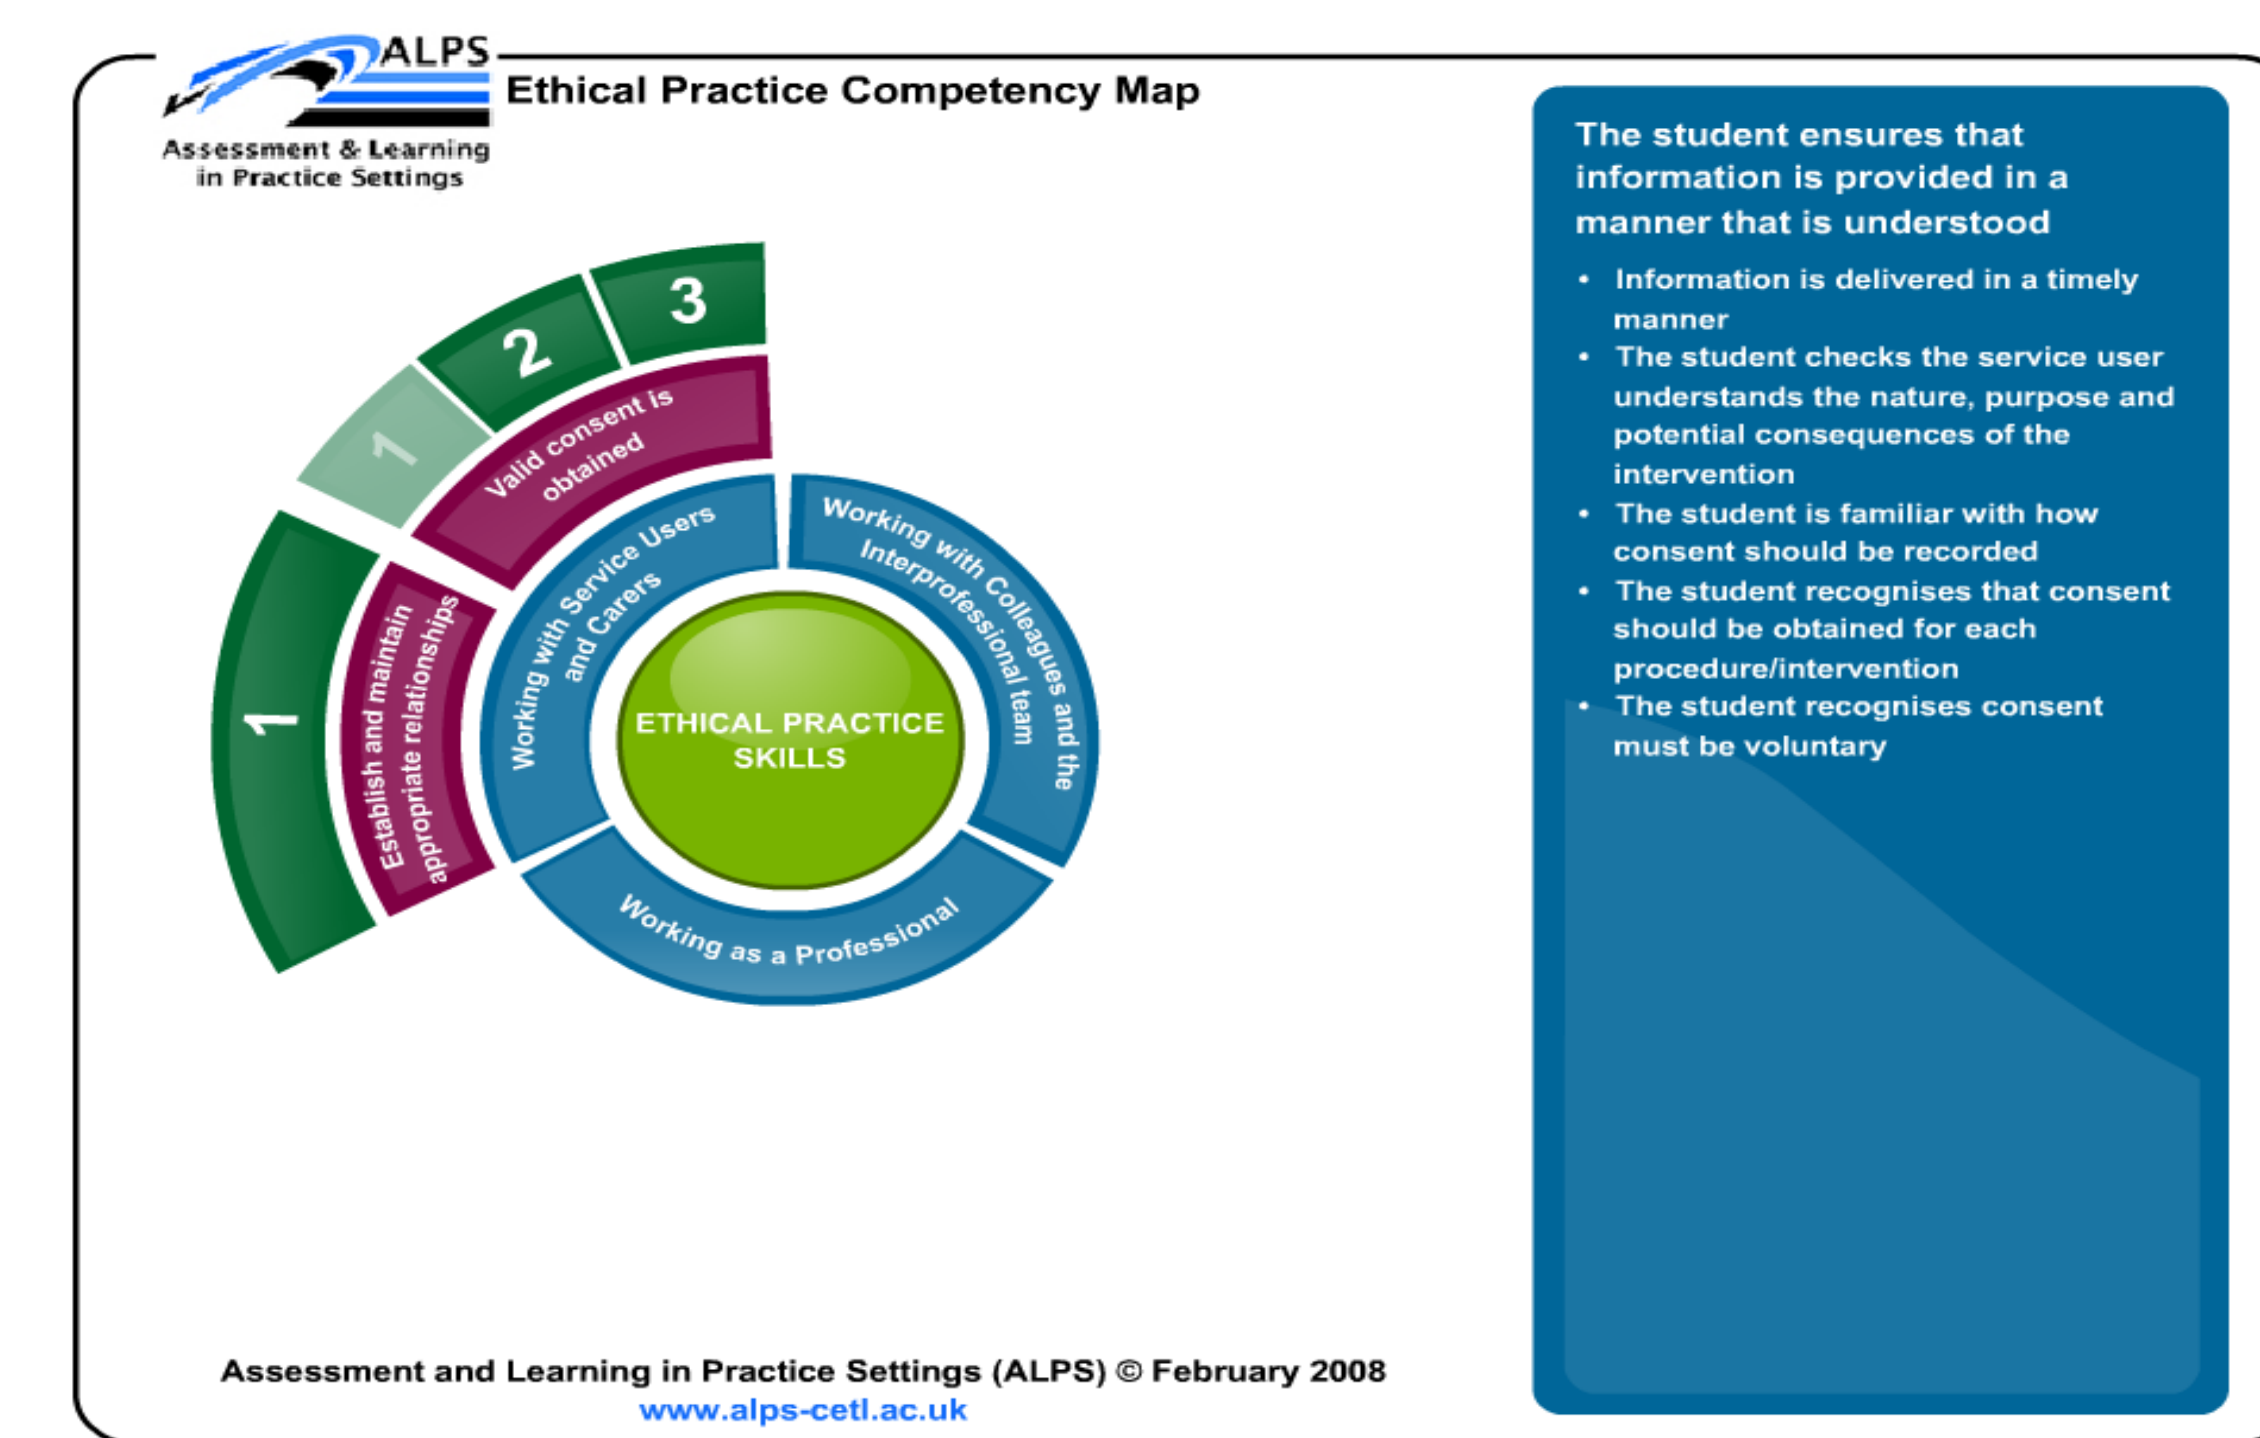 ALPS
Assessment & Learning
in Practice Settings
Ethical Practice Competency Map
1
2
3
Valid consent is
obtained
1
Establish and maintain
appropriate relationships
Working with Service Users
and Carers
Working with Colleagues and the
Interprofessional team
ETHICAL PRACTICE
SKILLS
Working as a Professional
The student ensures that
information is provided in a
manner that is understood
• Information is delivered in a timely
manner
• The student checks the service user
understands the nature, purpose and
potential consequences of the
intervention
• The student is familiar with how
consent should be recorded
• The student recognises that consent
should be obtained for each
procedure/intervention
• The student recognises consent
must be voluntary
Assessment and Learning in Practice Settings (ALPS) © February 2008
www.alps-cetl.ac.uk